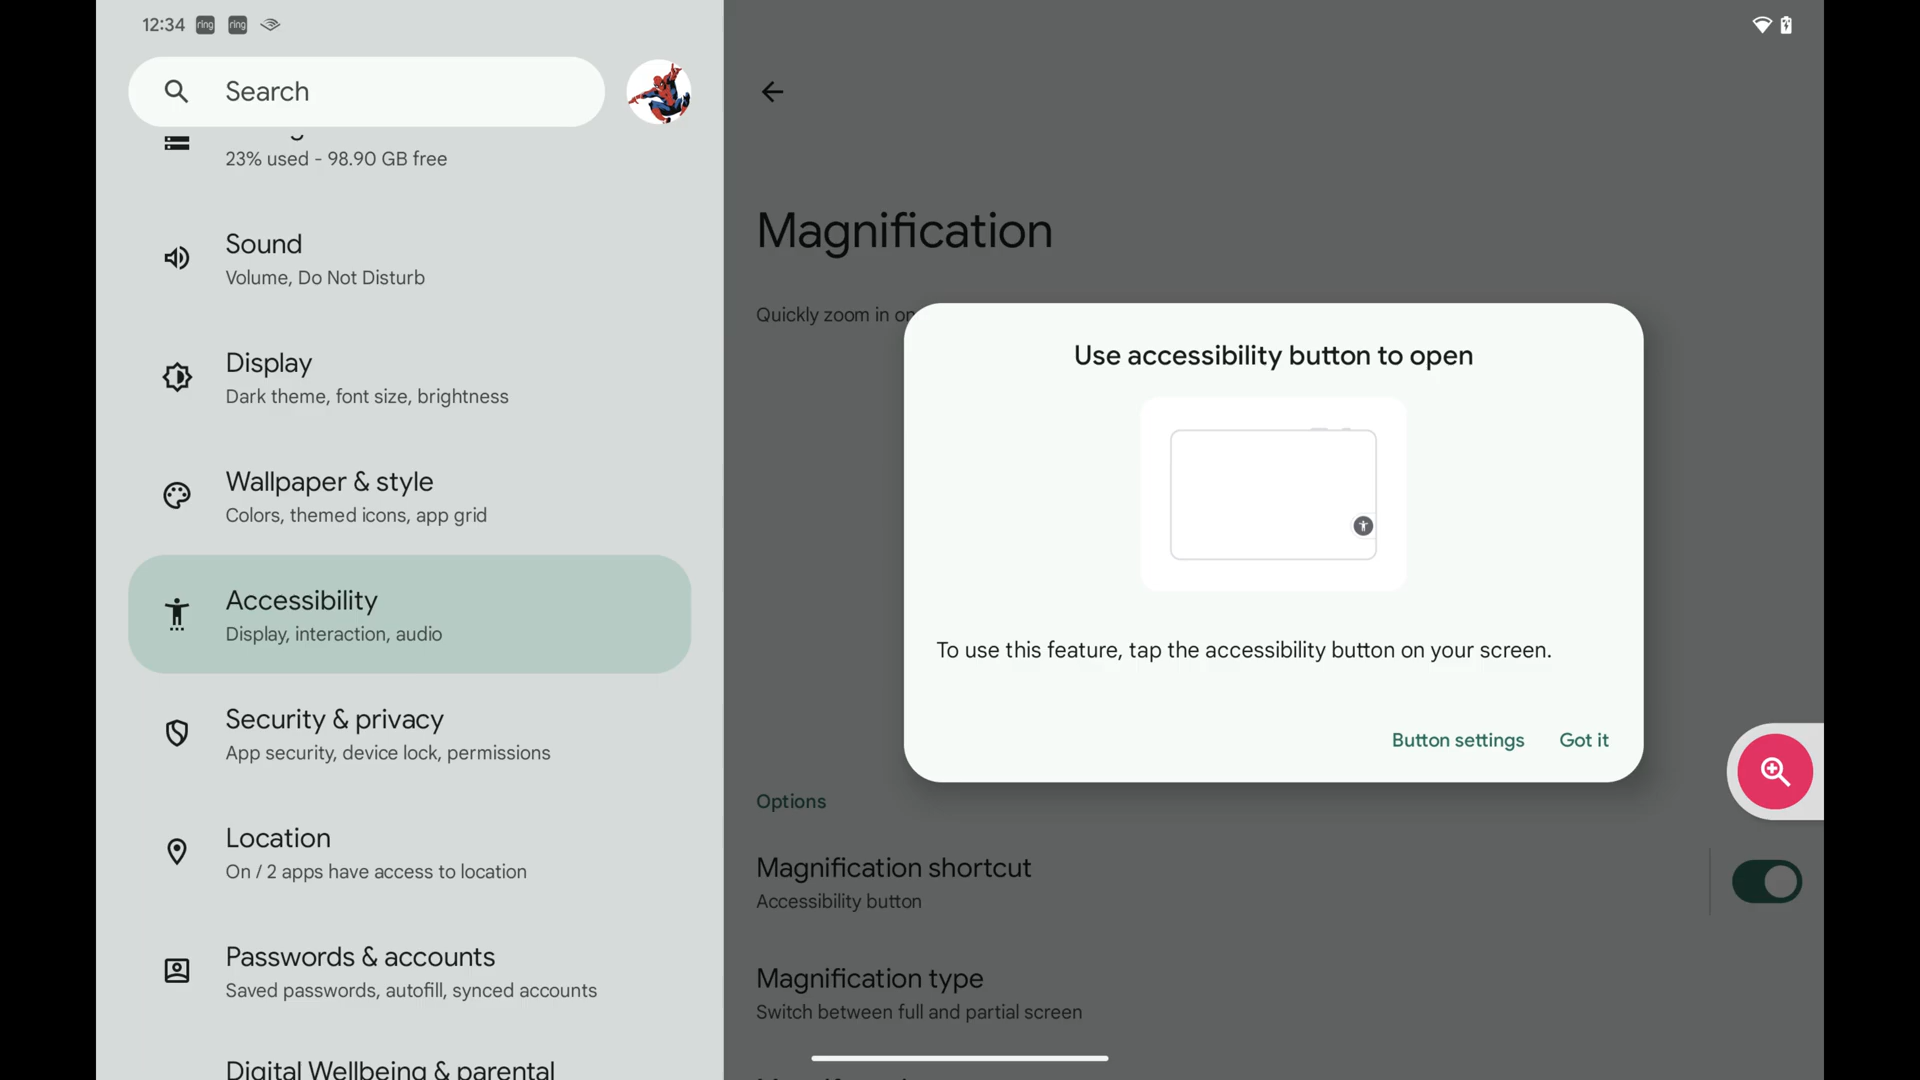 12:34 ring ring
Search
23% used - 98.90 GB free
Sound
Volume, Do Not Disturb
Display
Dark theme, font size, brightness
Wallpaper & style
Colors, themed icons, app grid
Accessibility
Display, interaction, audio
Security & privacy
App security, device lock, permissions
Location
On / 2 apps have access to location
Passwords & accounts
Saved passwords, autofill, synced accounts
Digital Wellbeing & parental
Magnification
Quickly zoom in on
Use accessibility button to open
To use this feature, tap the accessibility button on your screen.
Button settings Got it
Options
Magnification shortcut
Accessibility button
Magnification type
Switch between full and partial screen